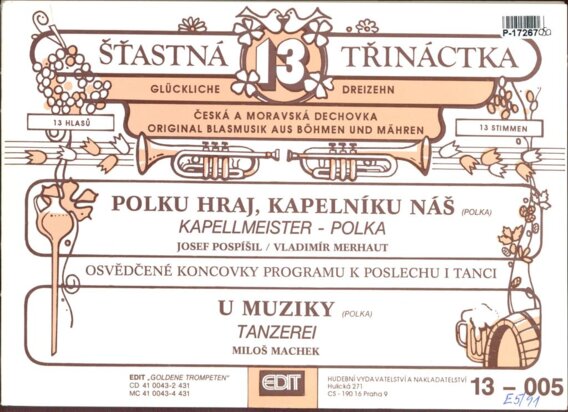 P-17267
ŠŤASTNÁ 13 TŘINÁCTKA
GLÜCKLICHE DREIZEHN
ČESKÁ A MORAVSKÁ DECHOVKA
ORIGINAL BLASMUSIK AUS BÖHMEN UND MÄHREN
13 HLASŮ
13 STIMMEN
POLKU HRAJ, KAPELNÍKU NÁŠ (POLKA)
KAPELLMEISTER - POLKA
JOSEF POSPÍŠIL / VLADIMÍR MERHAUT
OSVĚDČENÉ KONCOVKY PROGRAMU K POSLECHU I TANCI
U MUZIKY (POLKA)
TANZEREI
MILOŠ MACHEK
EDIT „GOLDENE TROMPETEN"
CD 41 0043-2 431
MC 41 0043-4 431
EDIT
HUDEBNÍ VYDAVATELSTVÍ A NAKLADATELSTVÍ
Hulická 271
CS - 190 16 Praha 9
13 – 005
E5/91